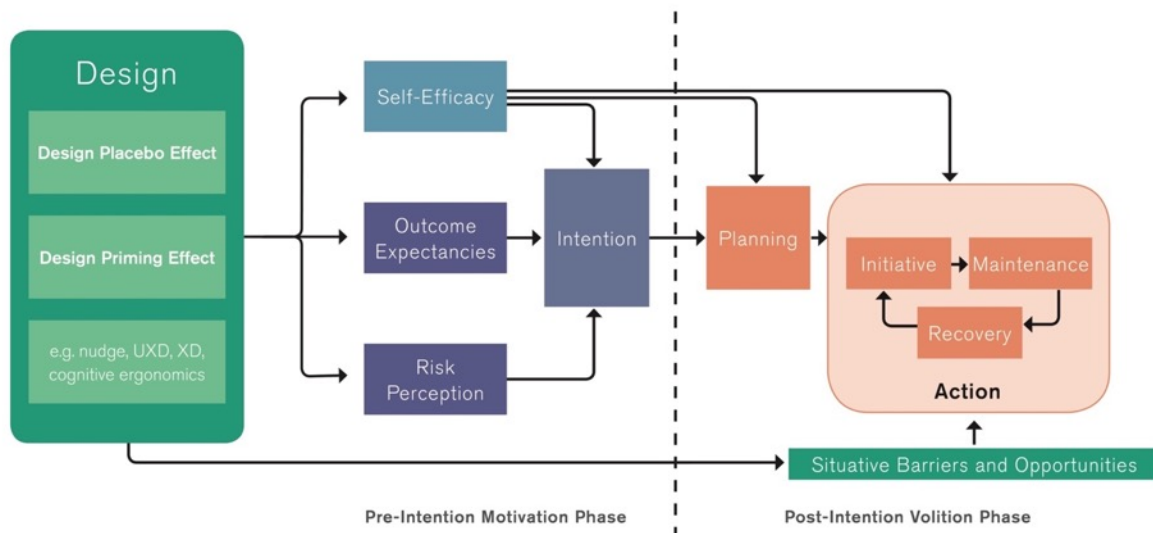 Design
Design Placebo Effect
Design Priming Effect
e.g. nudge, UXD, XD,
cognitive ergonomics
Self-Efficacy
Outcome
Expectancies
Risk
Perception
Intention
Planning
Initiative
Maintenance
Recovery
Action
Situative Barriers and Opportunities
Pre-Intention Motivation Phase
Post-Intention Volition Phase